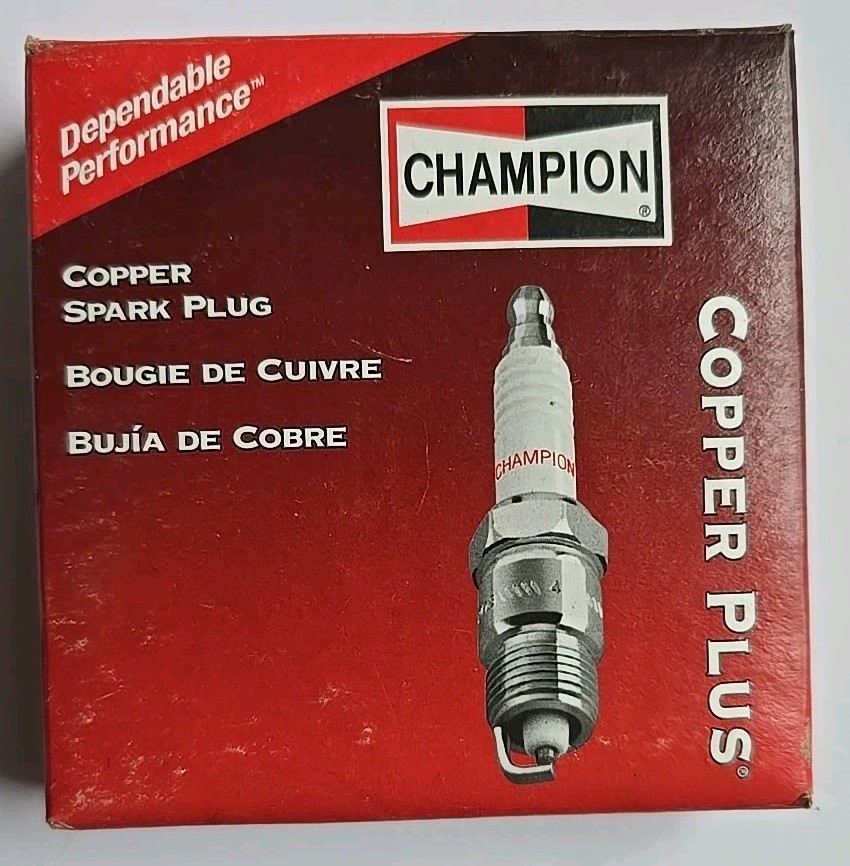 Dependable
Performance™
CHAMPION
®
COPPER
SPARK PLUG
BOUGIE DE CUIVRE
BUJÍA DE COBRE
CHAMPION
COPPER PLUS®